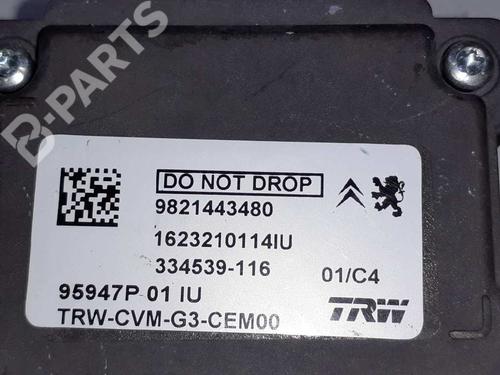 B-PARTS
DO NOT DROP
9821443480
1623210114IU
334539-116 01/C4
95947P 01 IU
TRW-CVM-G3-CEM00 TRW